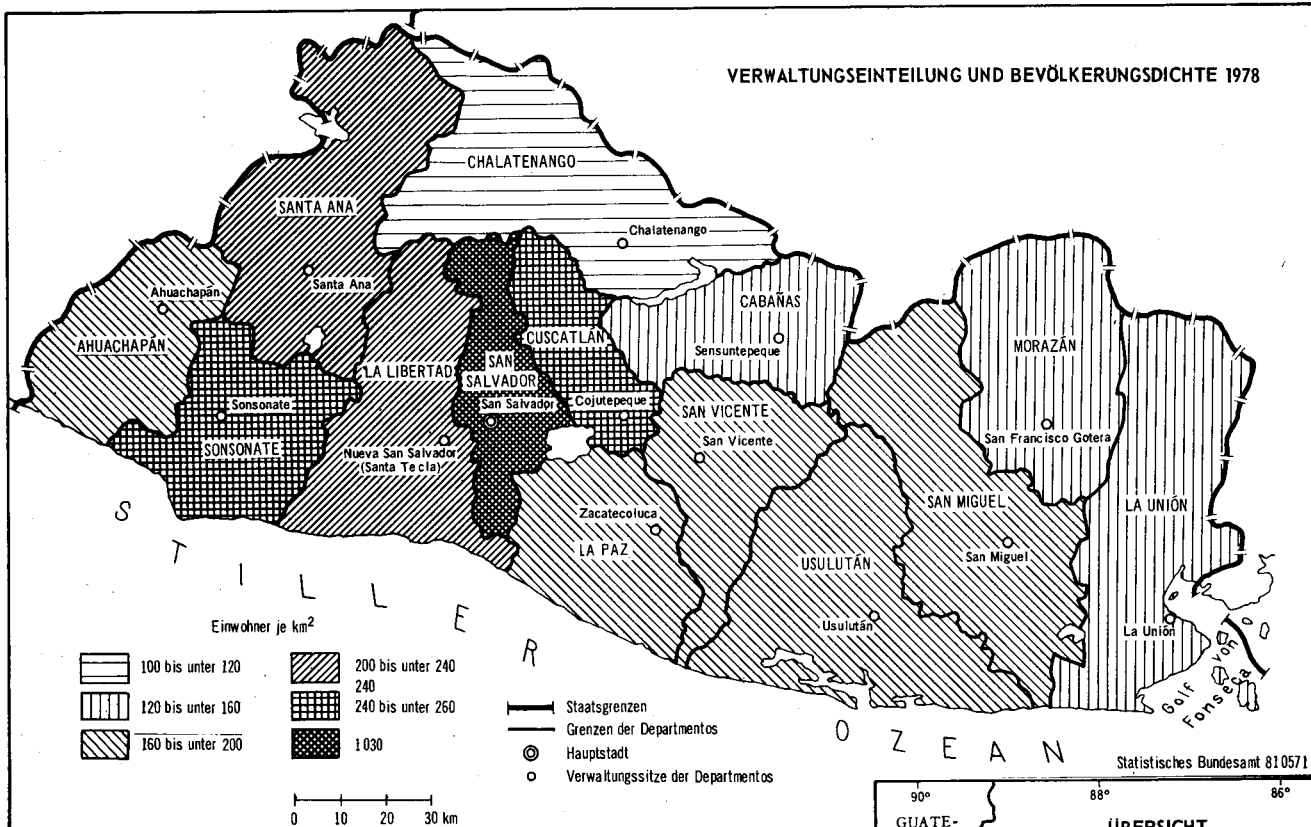 VERWALTUNGSEINTEILUNG UND BEVÖLKERUNGSDICHTE 1978
CHALATENANGO
Chalatenango
SANTA ANA
Santa Ana
Ahuachapán
AHUACHAPÁN
Sonsonate
SONSONATE
LA LIBERTAD
Nueva San Salvador
(Santa Tecla)
SAN
SALVADOR
San Salvador
CUSCATLÁN
Cojutepeque
CABAÑAS
Sensuntepeque
SAN VICENTE
San Vicente
Zacatecoluca
LA PAZ
USULUTÁN
Usulután
MORAZÁN
San Francisco Gotera
SAN MIGUEL
San Miguel
LA UNIÓN
La Unión
Golf von
Fonseca
STILLER OZEAN
Einwohner je km²
100 bis unter 120
120 bis unter 160
160 bis unter 200
200 bis unter 240
240
240 bis unter 260
1030
Staatsgrenzen
Grenzen der Departmentos
Hauptstadt
Verwaltungssitze der Departmentos
0 10 20 30 km
Statistisches Bundesamt 810571
90° 88° 86°
GUATE-
ÜBERSICHT